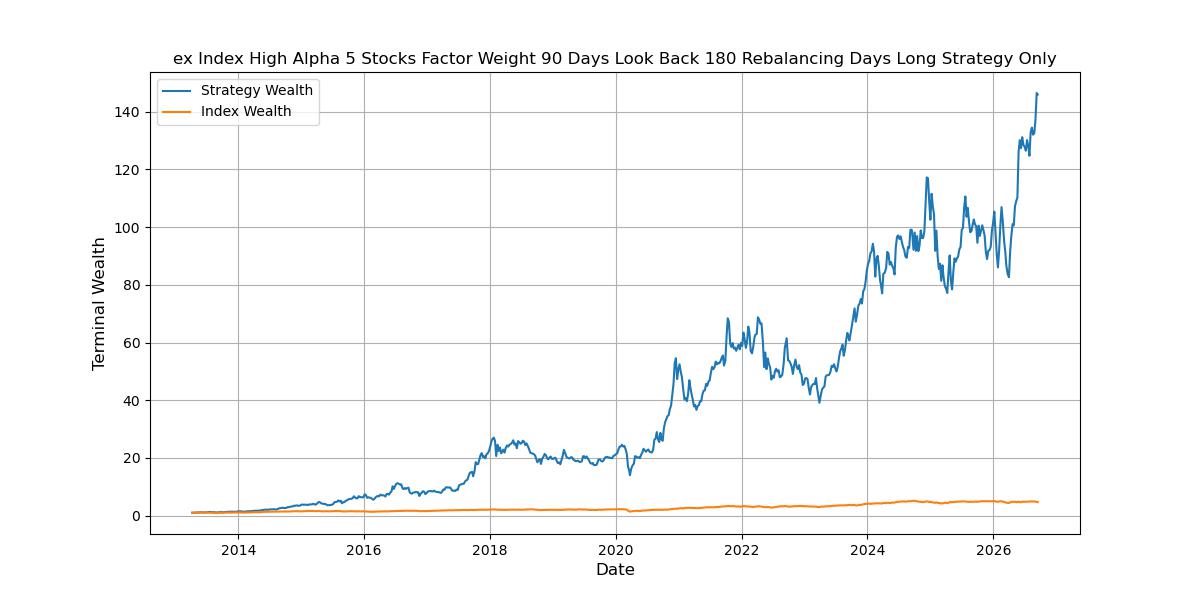 ex Index High Alpha 5 Stocks Factor Weight 90 Days Look Back 180 Rebalancing Days Long Strategy Only
Strategy Wealth
Index Wealth
Terminal Wealth
140
120
100
80
60
40
20
0
2014 2016 2018 2020 2022 2024 2026
Date